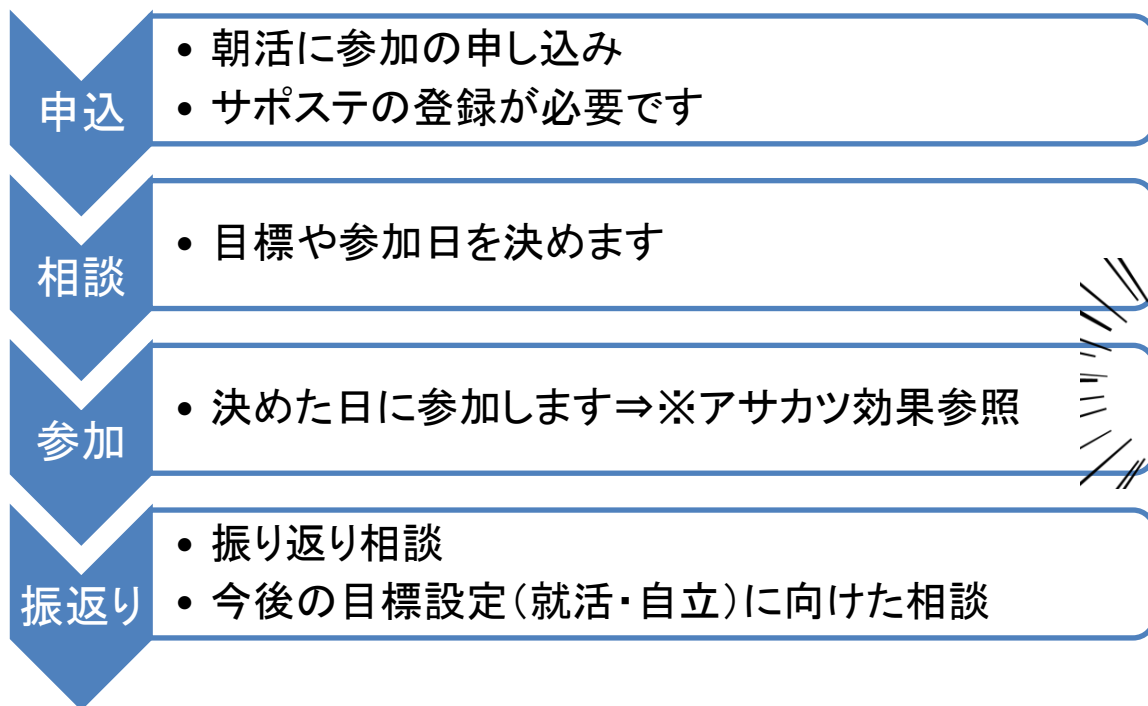 申込
• 朝活に参加の申し込み
• サポステの登録が必要です
相談
• 目標や参加日を決めます
参加
• 決めた日に参加します⇒※アサカツ効果参照
振返り
• 振り返り相談
• 今後の目標設定(就活・自立)に向けた相談